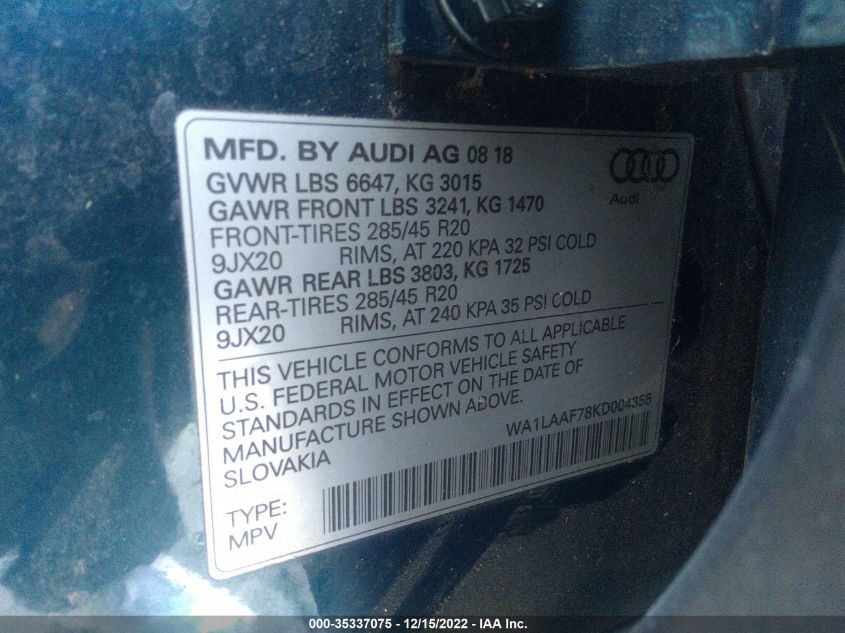 MFD. BY AUDI AG 08 18
GVWR LBS 6647, KG 3015
GAWR FRONT LBS 3241, KG 1470
FRONT-TIRES 285/45 R20
9JX20 RIMS, AT 220 KPA 32 PSI COLD
GAWR REAR LBS 3803, KG 1725
REAR-TIRES 285/45 R20
9JX20 RIMS, AT 240 KPA 35 PSI COLD
Audi
THIS VEHICLE CONFORMS TO ALL APPLICABLE
U.S. FEDERAL MOTOR VEHICLE SAFETY
STANDARDS IN EFFECT ON THE DATE OF
MANUFACTURE SHOWN ABOVE.
SLOVAKIA
WA1LAAF78KD004355
TYPE:
MPV
000-35337075 - 12/15/2022 - IAA Inc.